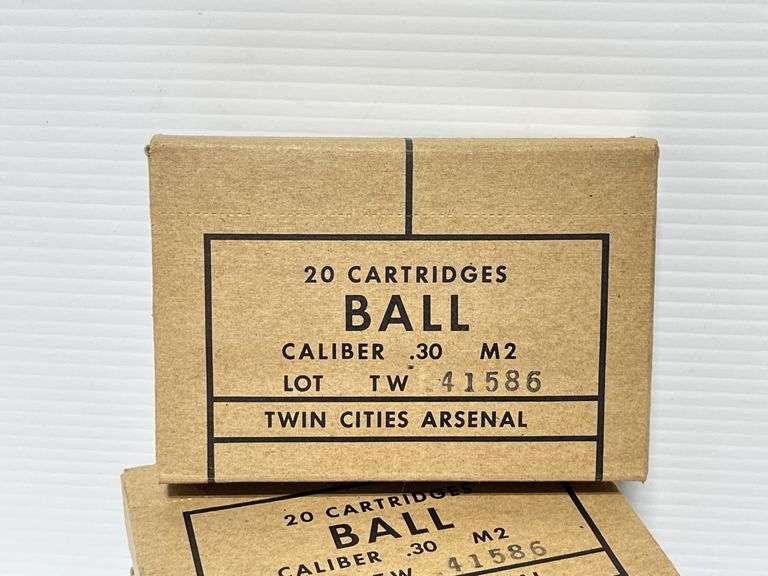 20 CARTRIDGES
BALL
CALIBER .30 M2
LOT TW 41586
TWIN CITIES ARSENAL
20 CARTRIDGES
BALL
CALIBER .30 M2
TW 41586